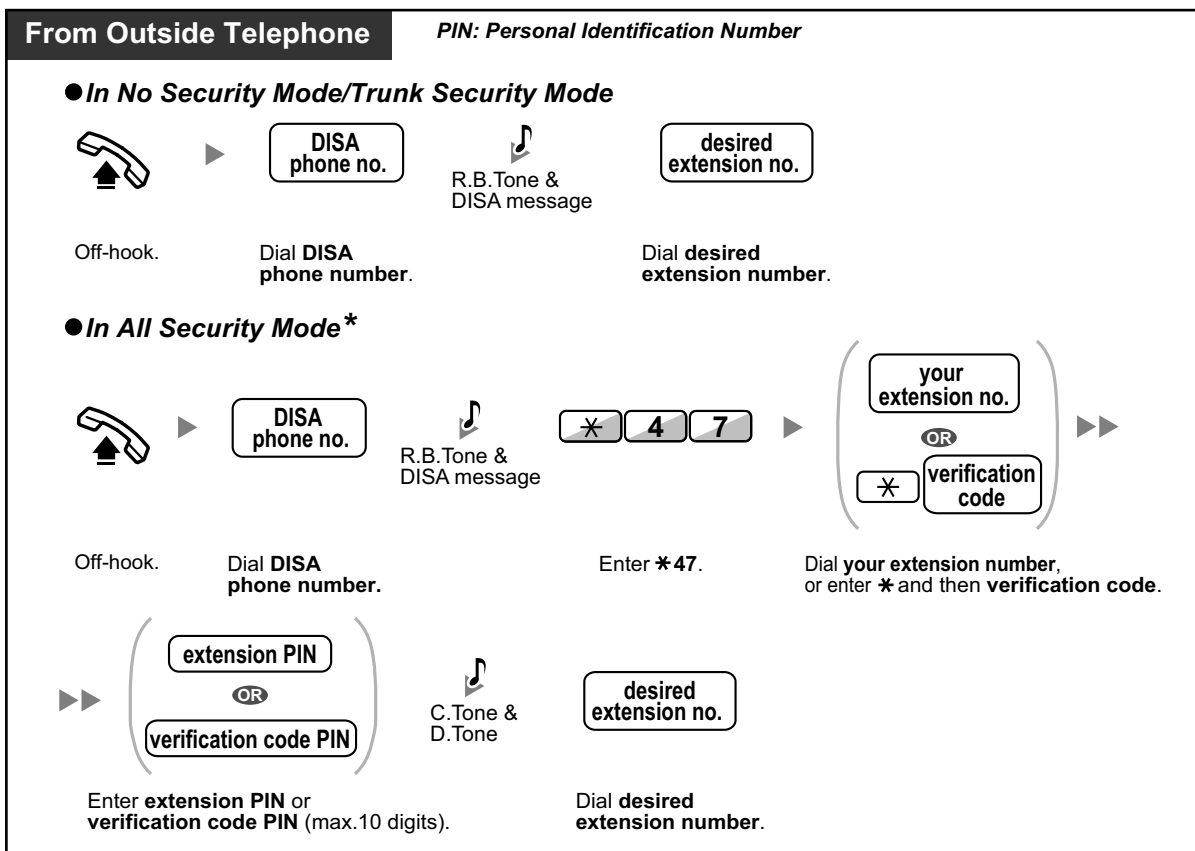 From Outside Telephone
PIN: Personal Identification Number
●In No Security Mode/Trunk Security Mode
DISA
phone no.
R.B.Tone &
DISA message
desired
extension no.
Off-hook.
Dial DISA
phone number.
Dial desired
extension number.
●In All Security Mode*
DISA
phone no.
R.B.Tone &
DISA message
* 4 7
your
extension no.
OR
* verification
code
Off-hook.
Dial DISA
phone number.
Enter *47.
Dial your extension number,
or enter * and then verification code.
extension PIN
OR
verification code PIN
C.Tone &
D.Tone
desired
extension no.
Enter extension PIN or
verification code PIN (max.10 digits).
Dial desired
extension number.